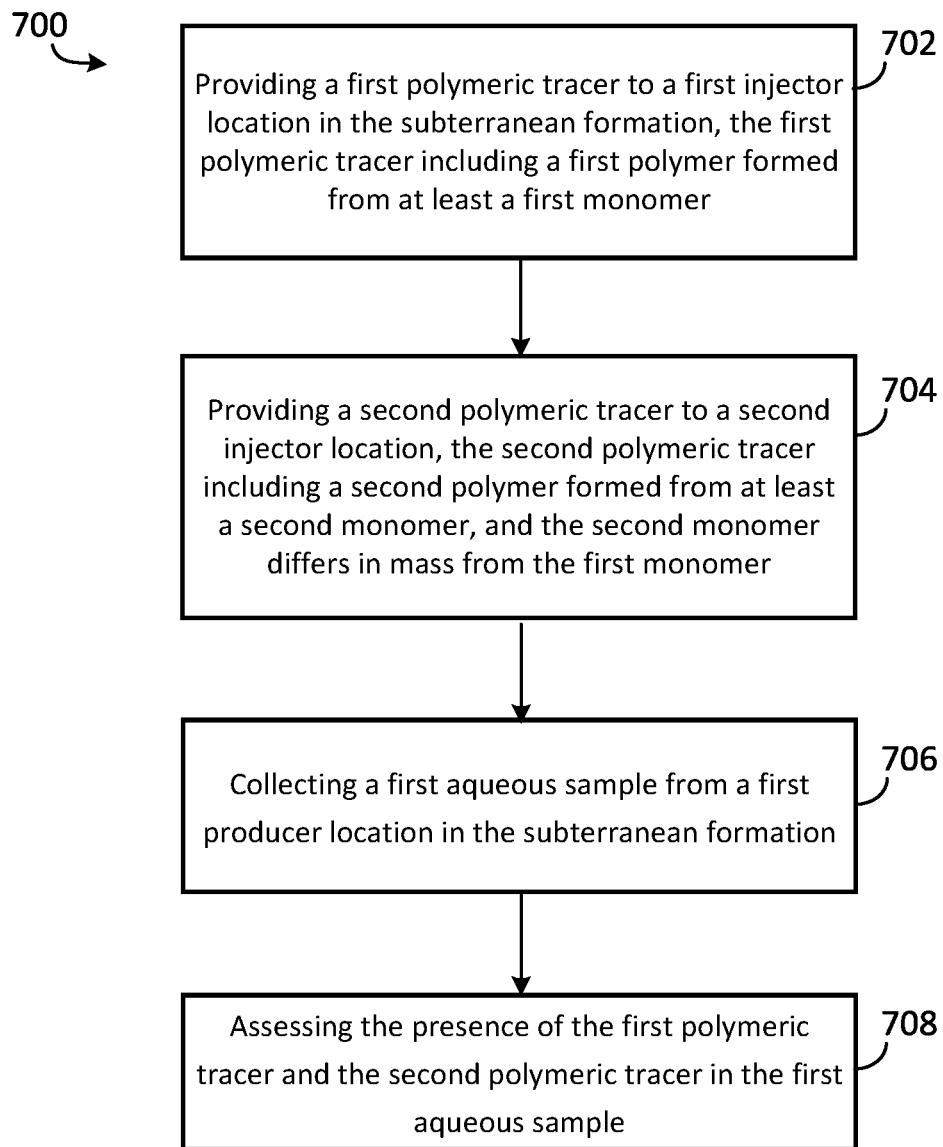 700
702
Providing a first polymeric tracer to a first injector
location in the subterranean formation, the first
polymeric tracer including a first polymer formed
from at least a first monomer
704
Providing a second polymeric tracer to a second
injector location, the second polymeric tracer
including a second polymer formed from at least
a second monomer, and the second monomer
differs in mass from the first monomer
706
Collecting a first aqueous sample from a first
producer location in the subterranean formation
708
Assessing the presence of the first polymeric
tracer and the second polymeric tracer in the first
aqueous sample